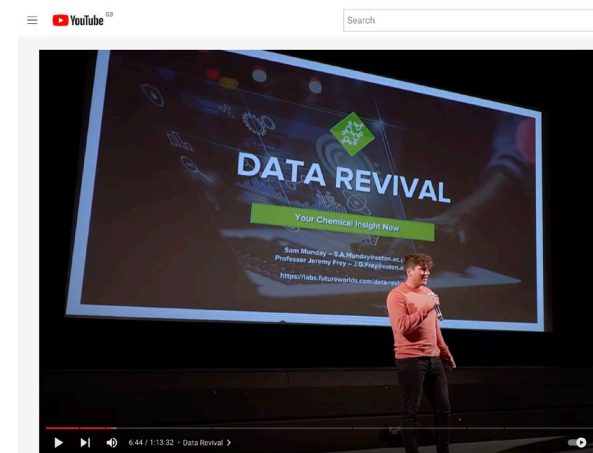 YouTube GB
Search
DATA REVIVAL
Your Chemical Insight Now
Sam Munday – S.A.Munday@soton.ac.u
Professor Jeremy Frey – J.G.Frey@soton.a
https://labs.futureworlds.com/data-reviv
6:44 / 1:13:32 • Data Revival >